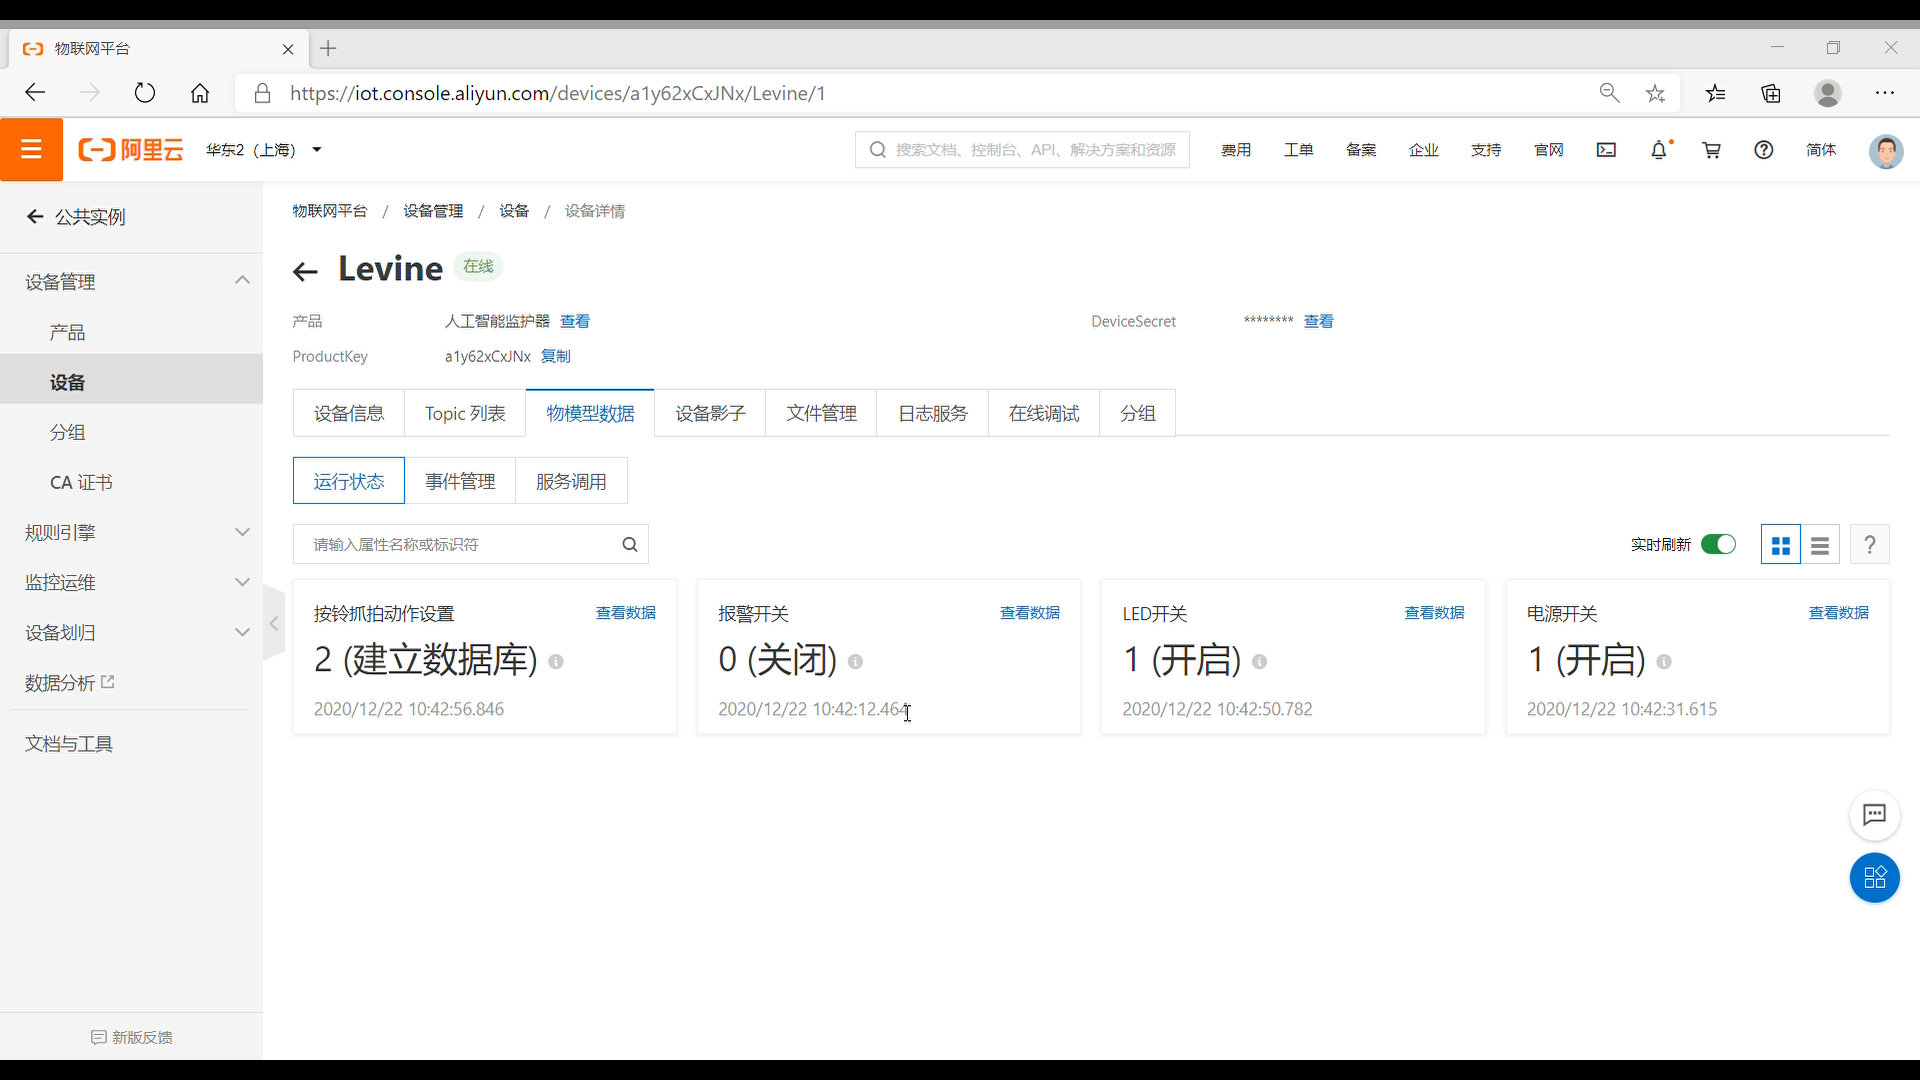 物联网平台
https://iot.console.aliyun.com/devices/a1y62xCxJNx/Levine/1
阿里云 华东2（上海） 搜索文档、控制台、API、解决方案和资源 费用 工单 备案 企业 支持 官网 简体
公共实例
设备管理
产品
设备
分组
CA 证书
规则引擎
监控运维
设备划归
数据分析
文档与工具
新版反馈
物联网平台 / 设备管理 / 设备 / 设备详情
Levine 在线
产品 人工智能监护器 查看 DeviceSecret ******** 查看
ProductKey a1y62xCxJNx 复制
设备信息 Topic 列表 物模型数据 设备影子 文件管理 日志服务 在线调试 分组
运行状态 事件管理 服务调用
请输入属性名称或标识符 实时刷新 ?
按铃抓拍动作设置 查看数据
2 (建立数据库)
2020/12/22 10:42:56.846
报警开关 查看数据
0 (关闭)
2020/12/22 10:42:12.464
LED开关 查看数据
1 (开启)
2020/12/22 10:42:50.782
电源开关 查看数据
1 (开启)
2020/12/22 10:42:31.615